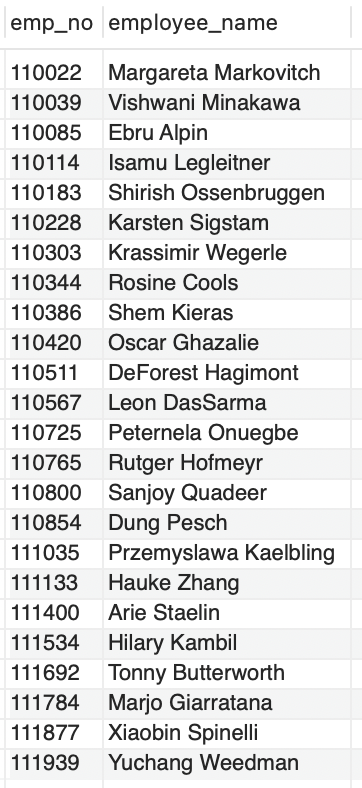 emp_no employee_name
110022 Margareta Markovitch
110039 Vishwani Minakawa
110085 Ebru Alpin
110114 Isamu Legleitner
110183 Shirish Ossenbruggen
110228 Karsten Sigstam
110303 Krassimir Wegerle
110344 Rosine Cools
110386 Shem Kieras
110420 Oscar Ghazalie
110511 DeForest Hagimont
110567 Leon DasSarma
110725 Peternela Onuegbe
110765 Rutger Hofmeyr
110800 Sanjoy Quadeer
110854 Dung Pesch
111035 Przemyslawa Kaelbling
111133 Hauke Zhang
111400 Arie Staelin
111534 Hilary Kambil
111692 Tonny Butterworth
111784 Marjo Giarratana
111877 Xiaobin Spinelli
111939 Yuchang Weedman